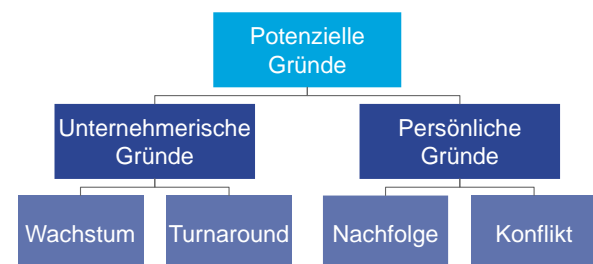 Potenzielle
Gründe
Unternehmerische
Gründe
Persönliche
Gründe
Wachstum
Turnaround
Nachfolge
Konflikt